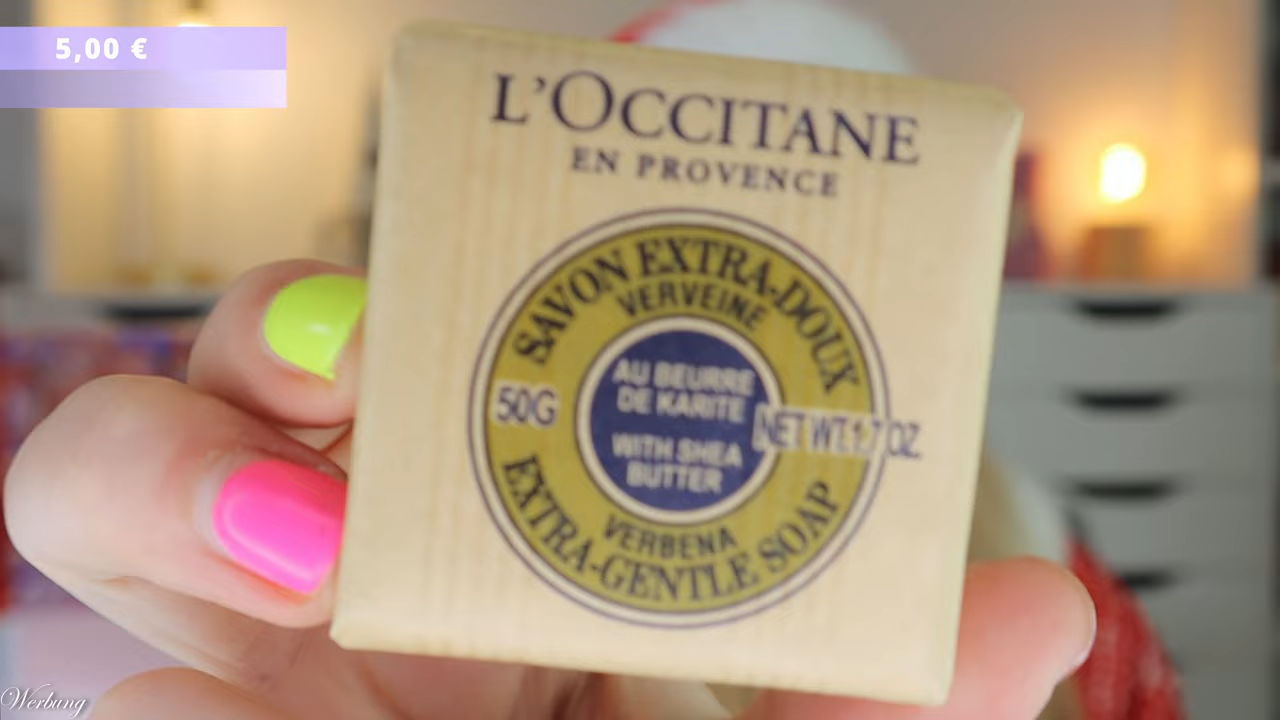 5,00 €
L'OCCITANE
EN PROVENCE
SAVON EXTRA-DOUX
VERVEINE
AU BEURRE
DE KARITE
50G
NET WT.1.7 OZ.
WITH SHEA
BUTTER
VERBENA
EXTRA-GENTLE SOAP
Werbung